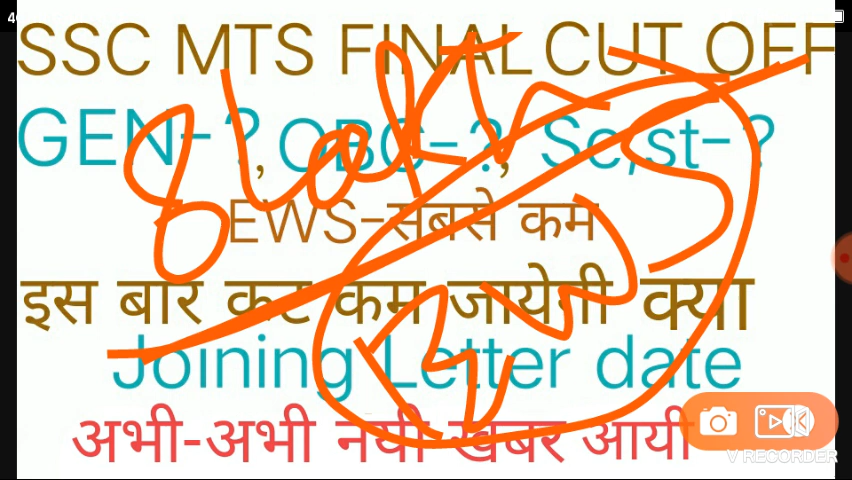 SSC MTS FINAL CUT OFF
GEN-?, OBC-?, Sc,st-?
EWS-सबसे कम
इस बार कट कम जायेगी क्या
Joining Letter date
अभी-अभी नयी खबर आयी
V RECORDER